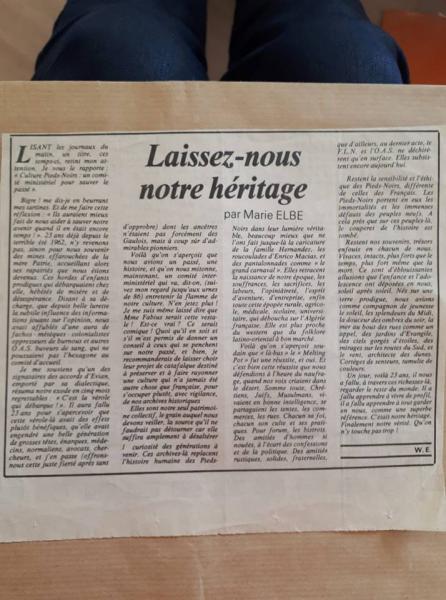 Laissez-nous
notre héritage
par Marie ELBE
LISANT les journaux du
matin, un titre, ces
temps-ci, retint mon at-
tention. Je vous le rapporte :
« Culture Pieds-Noirs : un co-
mité ministériel pour sauver le
passé ».
Bigre ! me dis-je en beurrant
mes tartines. Et de me faire cette
réflexion : « Ils auraient mieux
fait de nous aider à sauver notre
avenir quand il en était encore
temps ! ». 23 ans déjà depuis le
terrible été 1962, n'y revenons
pas, sinon pour nous souvenir
des mines effarouchées de la
mère Patrie, accueillant alors
ses rapatriés que nous étions
devenus. Ces hordes d'enfants
prodigues qui débarquaient chez
elle, hébétés de misère et de
désespérance. Disant à sa dé-
charge, que depuis belle lurette
la subtile influence des informa-
tions jouant sur l'opinion, nous
avait affublés d'une aura de
oppresseurs de burnous et autres
O.A.S. baveurs de sang, qui ne
poussaient pas l'hexagone au
comité d'accueil.
Je me souviens qu'un des
signataires des accord d'Evian,
emporté par sa dialectique,
résuma notre exode en cinq mots
regrettables : « C'est la vérole
qui débarque ! ». Il aura fallu
23 ans pour s'apercevoir que
cette vérole-là avait des effets
plutôt bénéfiques, qu'elle avait
engendré une belle génération
de grosses têtes, énarques, méde-
cins, normaliens, avocats, cher-
cheurs, et j'en passe (offrons-
nous cette juste fierté après tant
d'opprobre) dont les ancêtres
n'étaient pas forcément des
Gaulois, mais à coup sûr d'ad-
mirables pionniers.
Voilà qu'on s'aperçoit que
nous avions un passé, une
histoire, et qu'on nous mitonne,
maintenant, un comité inter-
ministériel qui va, dit-on, (sui-
vez mon regard jusqu'aux urnes
de 86) entretenir la flamme de
notre culture. N'en jetez plus !
Je me suis même laissé dire que
Mme Fabius serait cette vesta-
le ! Est-ce vrai ? Ce serait
comique ! Quoi qu'il en soit et
s'il m'est permis de donner un
conseil à ceux qui se penchent
sur notre passé, et bien, je
recommanderais de laisser choir
leur projet de catafalque destiné
à préserver et à faire rayonner
une culture qui n'a jamais été
autre chose que française, pour
s'occuper plutôt, avec vigilance,
de nos archives historiques
Elles sont notre seul patrimoi-
ne collectif, le grain auquel nous
devons veiller, la source qu'il ne
faudrait pas détourner car elle
suffira amplement à désaltérer
curiosité des générations à
venir. Ces archives-là replacent
l'histoire humaine des Pieds-
Noirs dans leur lumière vérita-
ble, beaucoup mieux que ne
l'ont fait jusque-là la caricature
de la famille Hernandez, les
roucoulades d'Enrico Macias, et
des pantalonnades comme « le
grand carnaval ». Elles retracent
la naissance de notre époque, les
souffrances, les sacrifices, les
labours, l'opiniâtreté, l'esprit
d'aventure, d'entreprise, enfin
toute cette épopée rurale, agrico-
le, médicale, scolaire, universi-
taire, qui déboucha sur l'Algérie
française. Elle est plus proche
du western que du folklore
latino-oriental à bon marché.
Voilà qu'on s'aperçoit sou-
dain que « là-bas » le « Melting
Pot » fut une réussite, et oui. Et
c'est bien cette réussite que nous
défendions à l'heure du naufra-
ge, quand nos voix criaient dans
le désert. Somme toute, Chré-
tiens, Juifs, Musulmans, vi-
vaient en bonne intelligence, se
partageaient les terres, les com-
merces, les rues. Chacun sa foi,
chacun son culte et ses prati-
ques. Pour forum, les bistrots.
Des amitiés d'hommes si
nouées, à l'écart des confessions
et de la politique. Des amitiés
rustiques, solides, fraternelles,
que d'ailleurs, au dernier acte, le
F.L.N. et l'O.A.S. ne déchirè-
rent qu'en surface. Elles subsis-
tent encore aujourd'hui.
Restent la sensibilité et l'éthi-
que des Pieds-Noirs, différente
de celles des Français. Les
Pieds-Noirs portent en eux les
immortalités et les immenses
défauts des peuples neufs. A
cela près que sur ces peuples-là,
le couperet de l'histoire est
tombé.
Restent nos souvenirs, trésors
enfouis en chacun de nous.
Vivaces, intacts, plus forts que le
temps, plus fort même que la
mort. Ce sont d'éblouissantes
allusions que l'enfance et l'ado-
lescence ont déposées en nous,
soleil après soleil. Nés sur une
terre prodigue, nous avions
comme compagnon de jeunesse
le soleil, les splendeurs du Midi,
la douceur des ombres du soir, la
mer au bout des rues comme un
appel, des jardins d'Evangile,
des ciels gorgés d'étoiles, des
mirages sur les routes du Sud, et
le vent, architecte des dunes.
Cortèges de senteurs, tumulte de
couleurs.
Un jour, voilà 23 ans, il nous
a fallu, à travers ces richesses-là,
regarder le reste du monde. Il a
fallu apprendre à vivre de profil,
il a fallu apprendre à tout garder
en nous, comme une superbe
référence. C'était notre héritage.
Finalement notre vérité. Qu'on
n'y touche pas trop !
W. E.